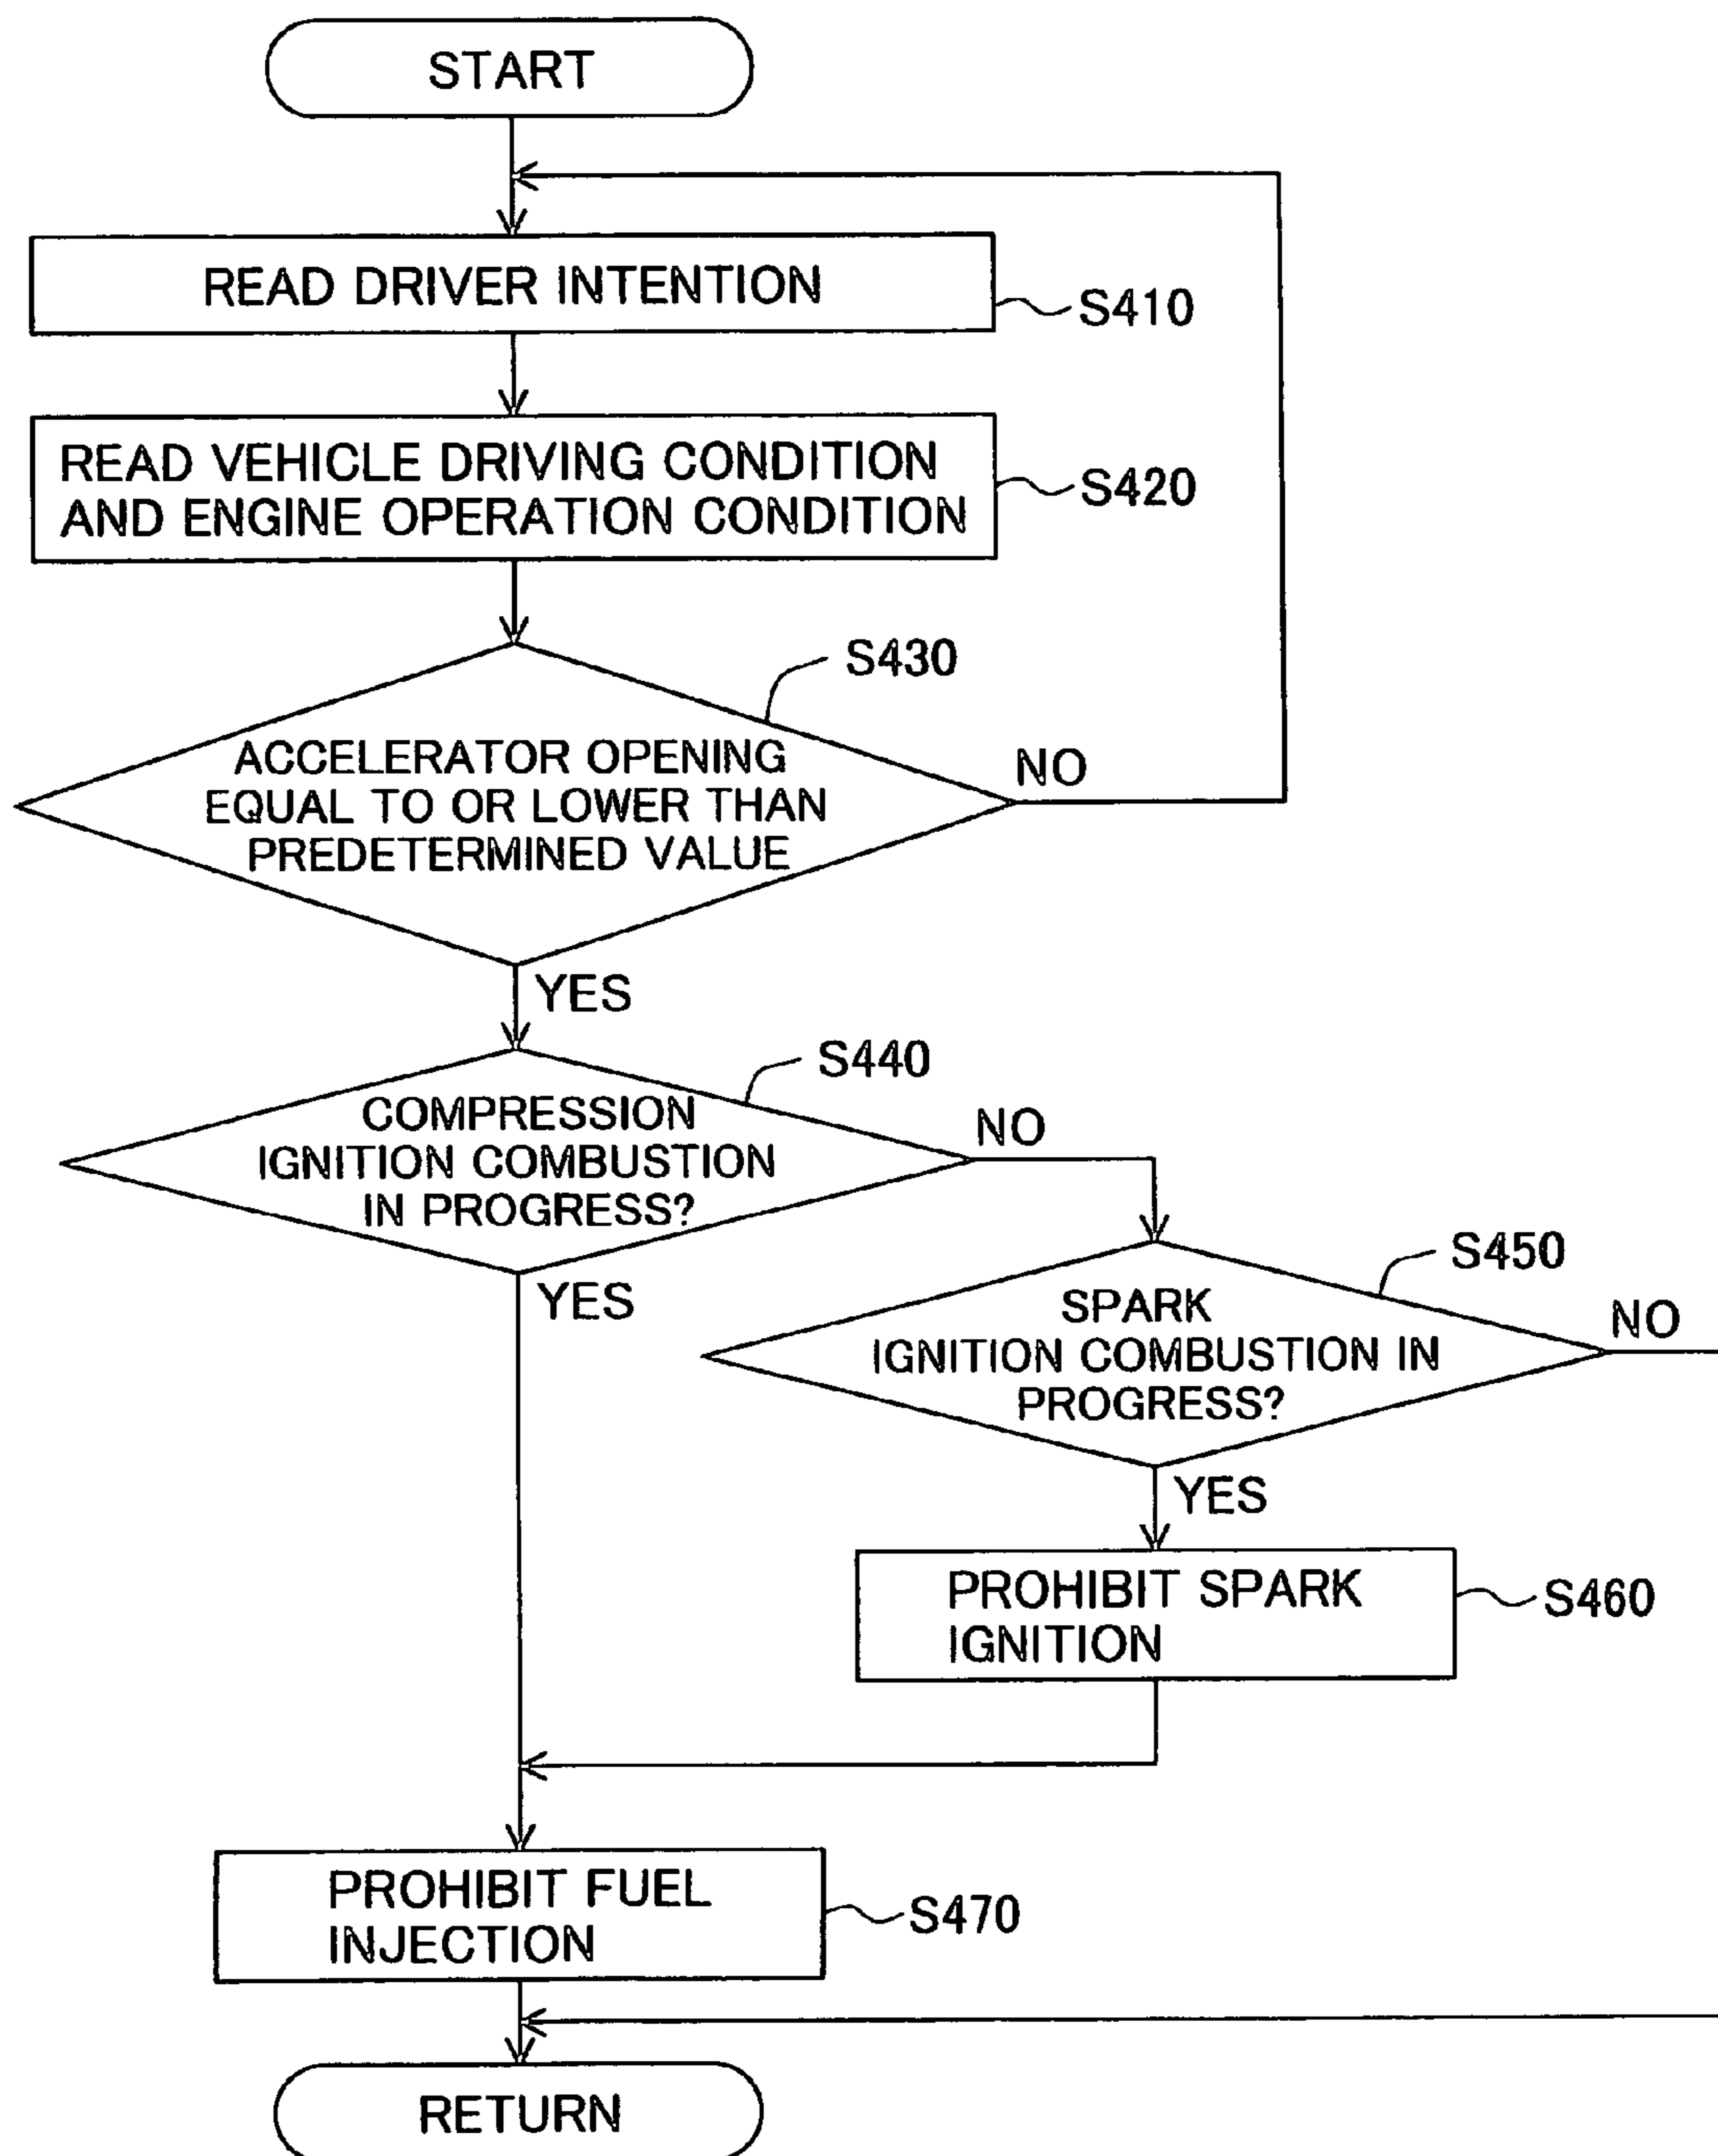 START
READ DRIVER INTENTION
S410
READ VEHICLE DRIVING CONDITION
AND ENGINE OPERATION CONDITION
S420
S430
ACCELERATOR OPENING
EQUAL TO OR LOWER THAN
PREDETERMINED VALUE
NO
YES
S440
COMPRESSION
IGNITION COMBUSTION
IN PROGRESS?
NO
YES
S450
SPARK
IGNITION COMBUSTION IN
PROGRESS?
NO
YES
PROHIBIT SPARK
IGNITION
S460
PROHIBIT FUEL
INJECTION
S470
RETURN